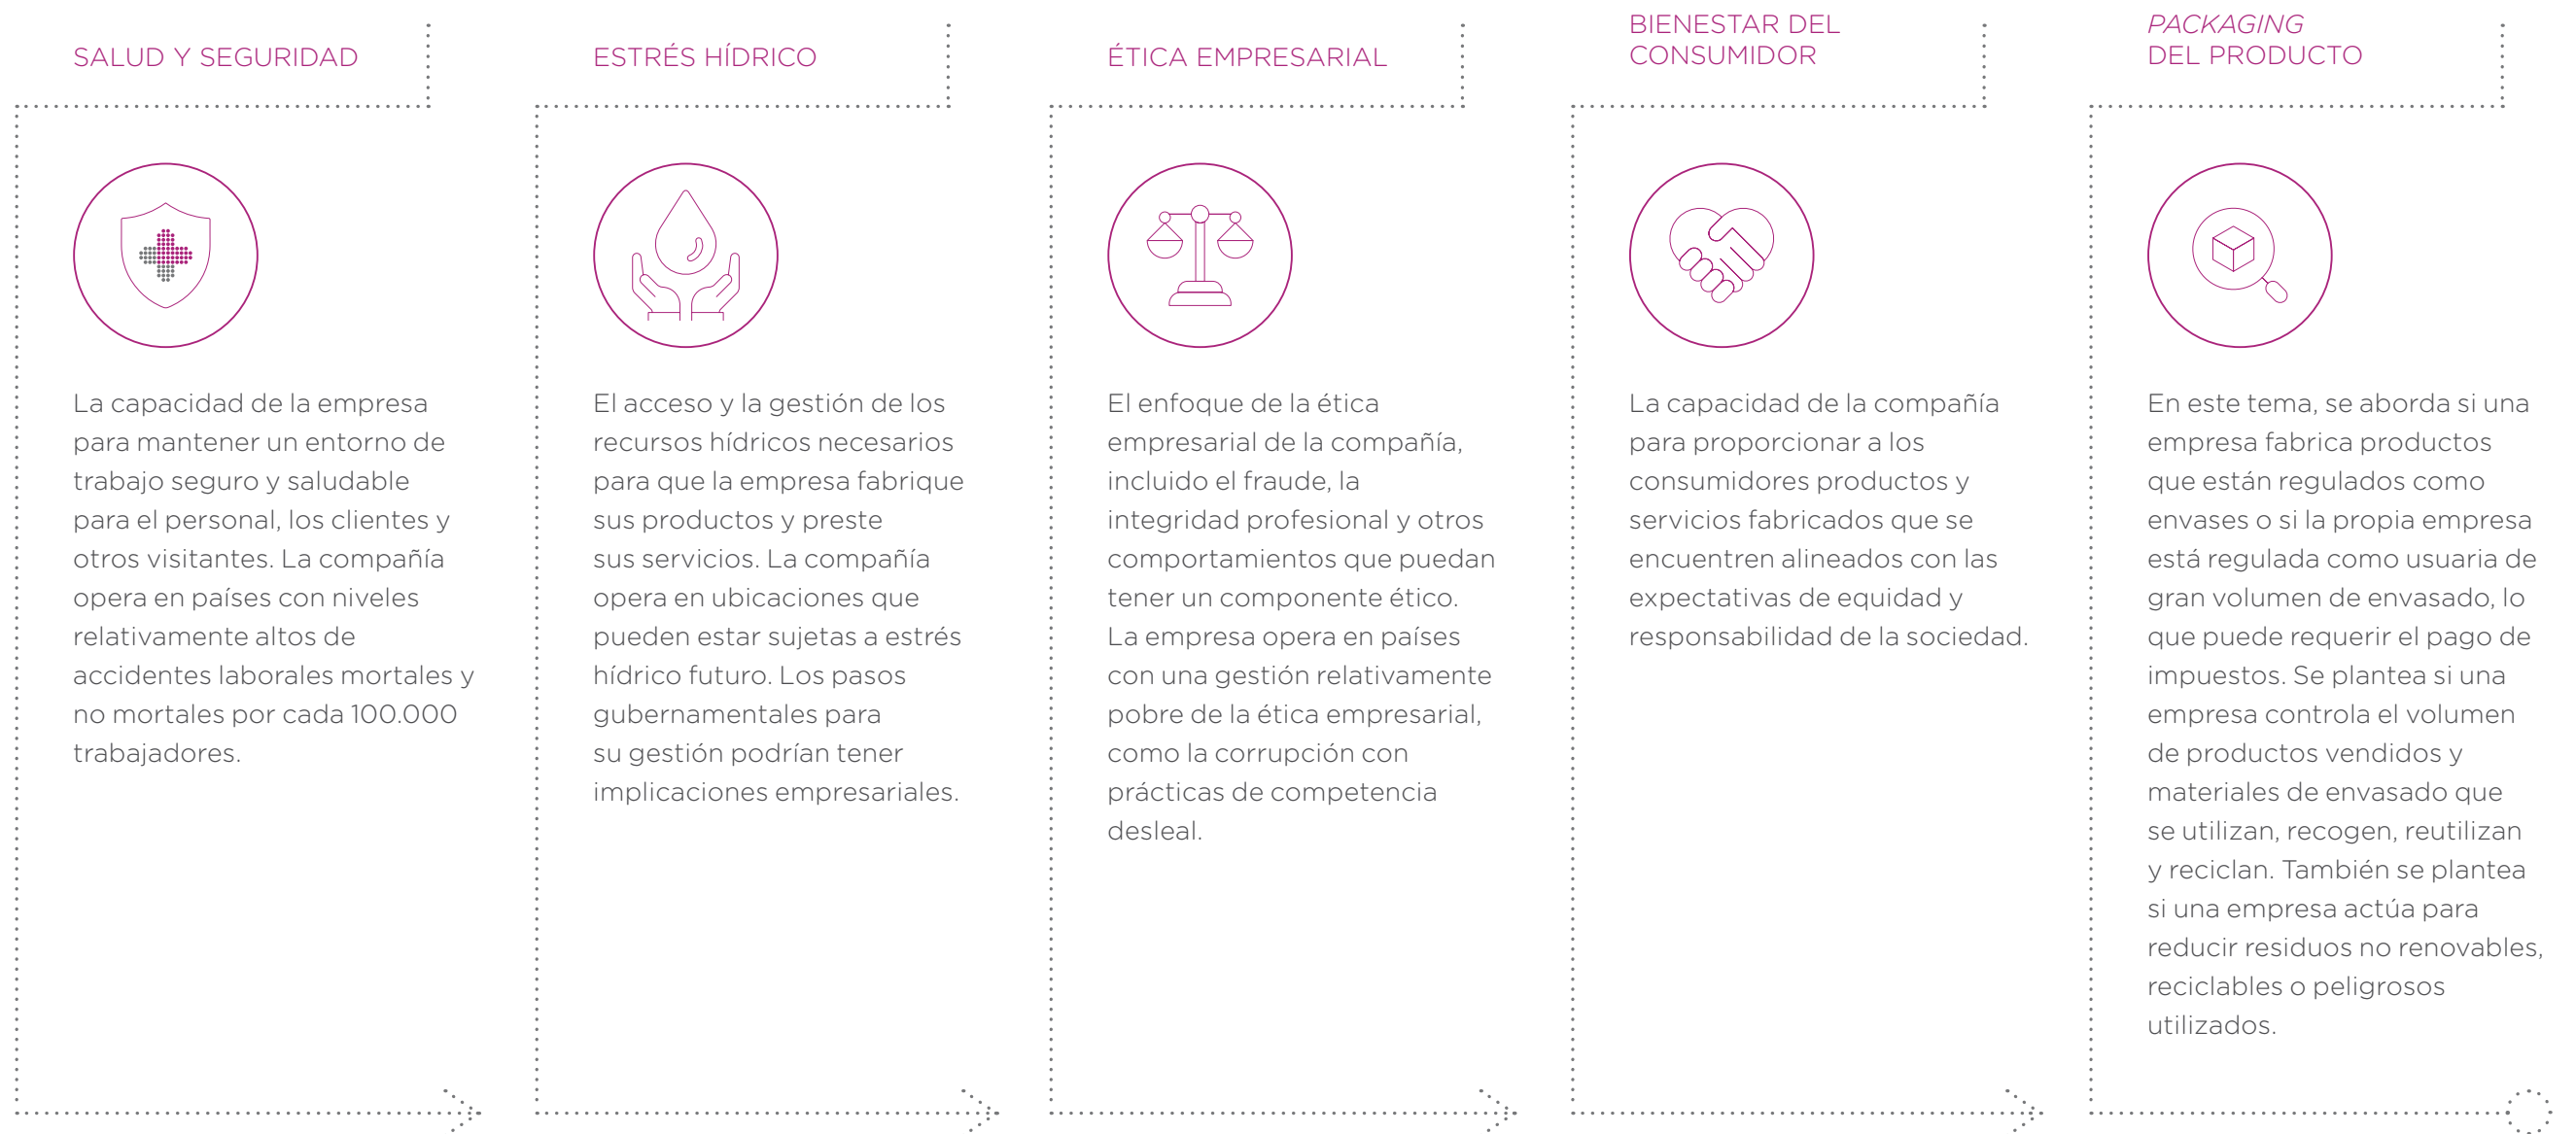 SALUD Y SEGURIDAD
La capacidad de la empresa
para mantener un entorno de
trabajo seguro y saludable
para el personal, los clientes y
otros visitantes. La compañía
opera en países con niveles
relativamente altos de
accidentes laborales mortales y
no mortales por cada 100.000
trabajadores.
ESTRÉS HÍDRICO
El acceso y la gestión de los
recursos hídricos necesarios
para que la empresa fabrique
sus productos y preste
sus servicios. La compañía
opera en ubicaciones que
pueden estar sujetas a estrés
hídrico futuro. Los pasos
gubernamentales para
su gestión podrían tener
implicaciones empresariales.
ÉTICA EMPRESARIAL
El enfoque de la ética
empresarial de la compañía,
incluido el fraude, la
integridad profesional y otros
comportamientos que puedan
tener un componente ético.
La empresa opera en países
con una gestión relativamente
pobre de la ética empresarial,
como la corrupción con
prácticas de competencia
desleal.
BIENESTAR DEL
CONSUMIDOR
La capacidad de la compañía
para proporcionar a los
consumidores productos y
servicios fabricados que se
encuentren alineados con las
expectativas de equidad y
responsabilidad de la sociedad.
PACKAGING
DEL PRODUCTO
En este tema, se aborda si una
empresa fabrica productos
que están regulados como
envases o si la propia empresa
está regulada como usuaria de
gran volumen de envasado, lo
que puede requerir el pago de
impuestos. Se plantea si una
empresa controla el volumen
de productos vendidos y
materiales de envasado que
se utilizan, recogen, reutilizan
y reciclan. También se plantea
si una empresa actúa para
reducir residuos no renovables,
reciclables o peligrosos
utilizados.